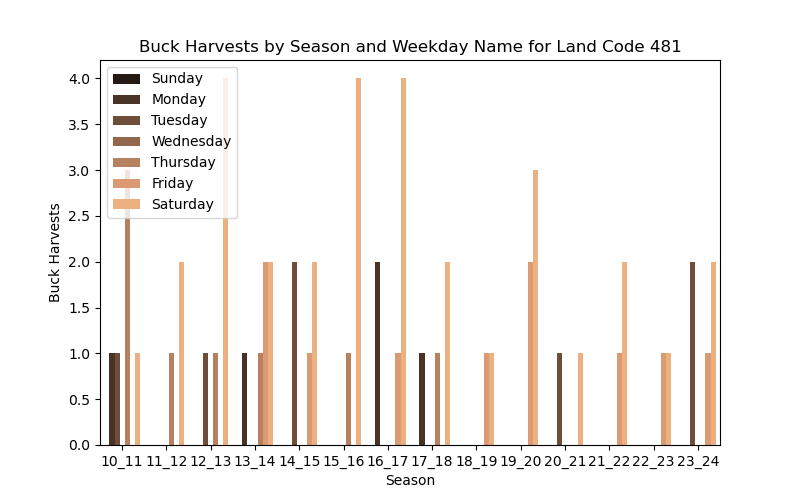 Buck Harvests by Season and Weekday Name for Land Code 481
Buck Harvests
4.0
3.5
3.0
2.5
2.0
1.5
1.0
0.5
0.0
Sunday
Monday
Tuesday
Wednesday
Thursday
Friday
Saturday
10_11 11_12 12_13 13_14 14_15 15_16 16_17 17_18 18_19 19_20 20_21 21_22 22_23 23_24
Season